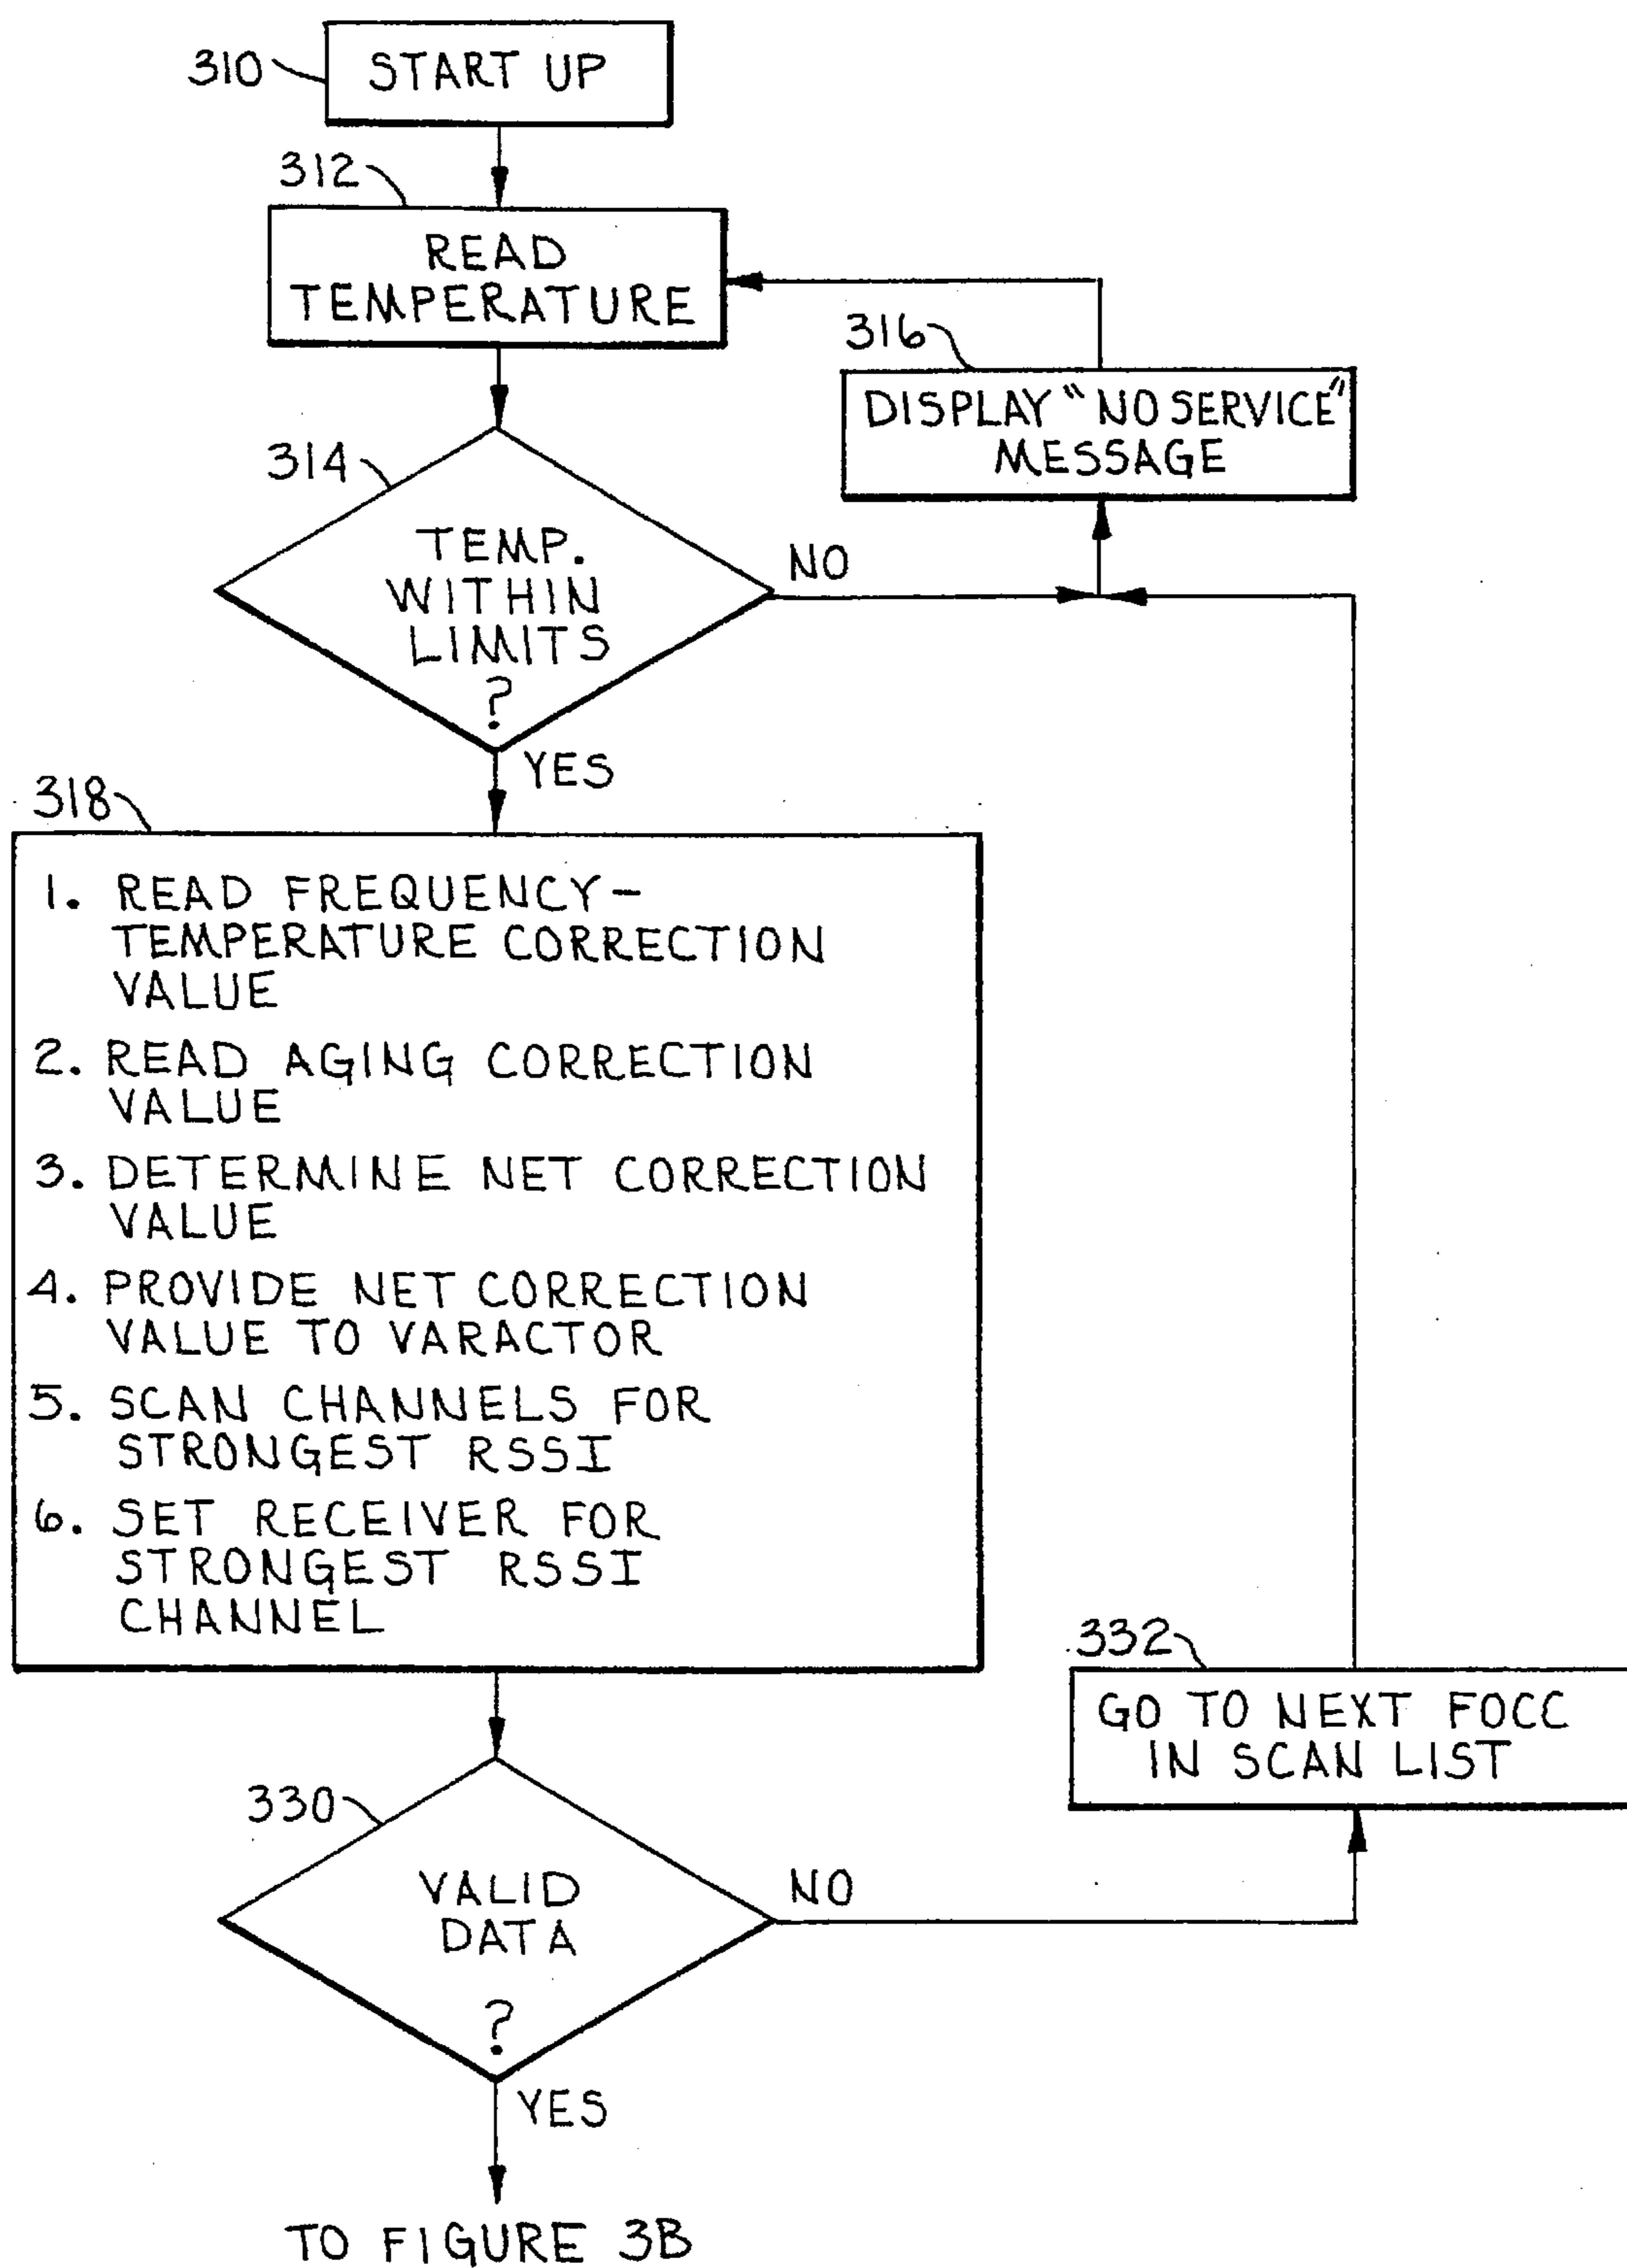 310
START UP
312
READ
TEMPERATURE
316
DISPLAY "NO SERVICE"
MESSAGE
314
TEMP.
WITHIN
LIMITS
?
NO
YES
318
1. READ FREQUENCY-
TEMPERATURE CORRECTION
VALUE
2. READ AGING CORRECTION
VALUE
3. DETERMINE NET CORRECTION
VALUE
4. PROVIDE NET CORRECTION
VALUE TO VARACTOR
5. SCAN CHANNELS FOR
STRONGEST RSSI
6. SET RECEIVER FOR
STRONGEST RSSI
CHANNEL
332
GO TO NEXT FOCC
IN SCAN LIST
330
VALID
DATA
?
NO
YES
TO FIGURE 3B